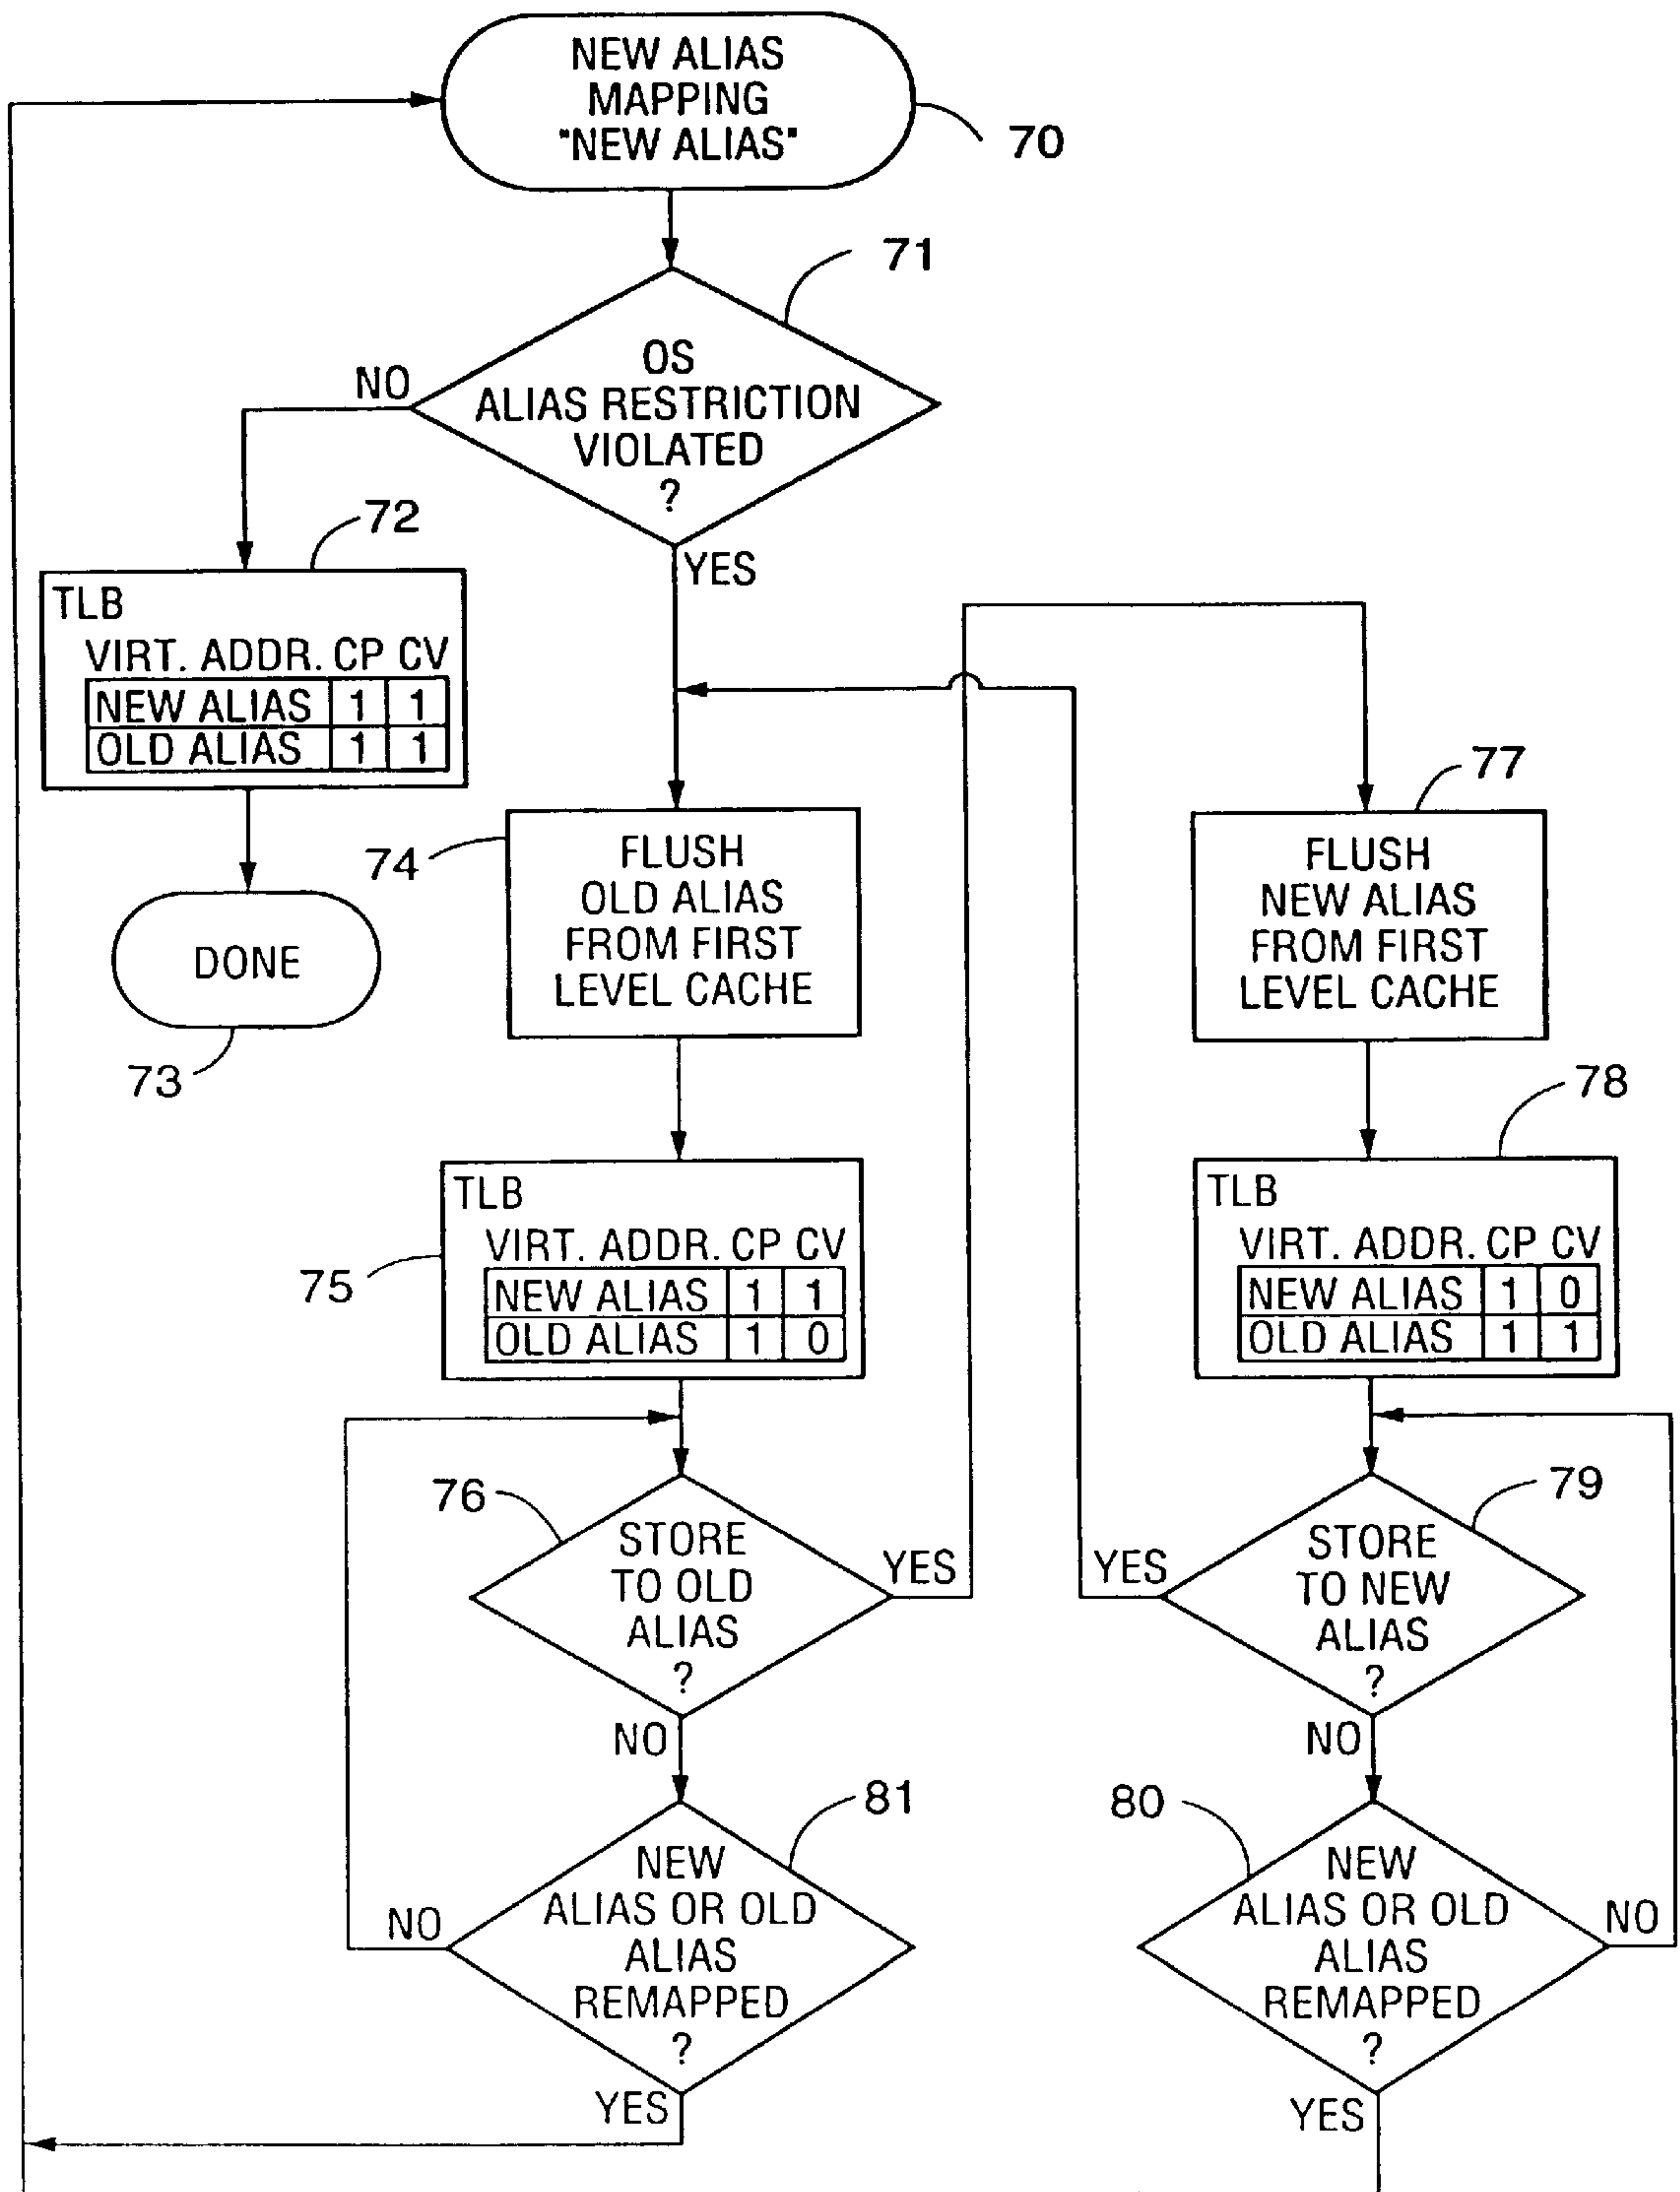 NEW ALIAS
MAPPING
"NEW ALIAS"
70
71
OS
ALIAS RESTRICTION
VIOLATED
?
NO
YES
72
TLB
VIRT. ADDR. CP CV
NEW ALIAS 1 1
OLD ALIAS 1 1
DONE
73
74
FLUSH
OLD ALIAS
FROM FIRST
LEVEL CACHE
77
FLUSH
NEW ALIAS
FROM FIRST
LEVEL CACHE
75
TLB
VIRT. ADDR. CP CV
NEW ALIAS 1 1
OLD ALIAS 1 0
78
TLB
VIRT. ADDR. CP CV
NEW ALIAS 1 0
OLD ALIAS 1 1
76
STORE
TO OLD
ALIAS
?
YES
NO
79
STORE
TO NEW
ALIAS
?
YES
NO
81
NEW
ALIAS OR OLD
ALIAS
REMAPPED
?
NO
YES
80
NEW
ALIAS OR OLD
ALIAS
REMAPPED
?
NO
YES